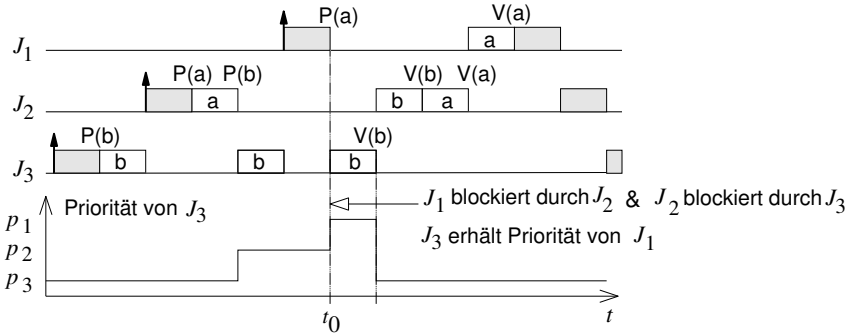 P(a) V(a)
J1 a
P(a) P(b) V(b) V(a)
J2 a b a
P(b) V(b)
J3 b b b
Priorität von J3
J1 blockiert durch J2 & J2 blockiert durch J3
J3 erhält Priorität von J1
p1
p2
p3
t0 t